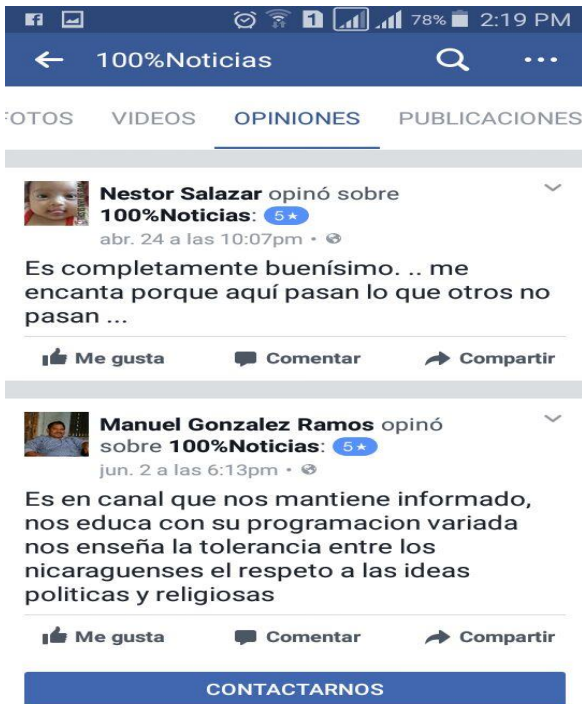 78% 2:19 PM
100%Noticias
FOTOS VIDEOS OPINIONES PUBLICACIONES
Nestor Salazar opinó sobre
100%Noticias: 5★
abr. 24 a las 10:07pm •
Es completamente buenísimo. .. me
encanta porque aquí pasan lo que otros no
pasan ...
Me gusta Comentar Compartir
Manuel Gonzalez Ramos opinó
sobre 100%Noticias: 5★
jun. 2 a las 6:13pm •
Es en canal que nos mantiene informado,
nos educa con su programacion variada
nos enseña la tolerancia entre los
nicaraguenses el respeto a las ideas
politicas y religiosas
Me gusta Comentar Compartir
CONTACTARNOS